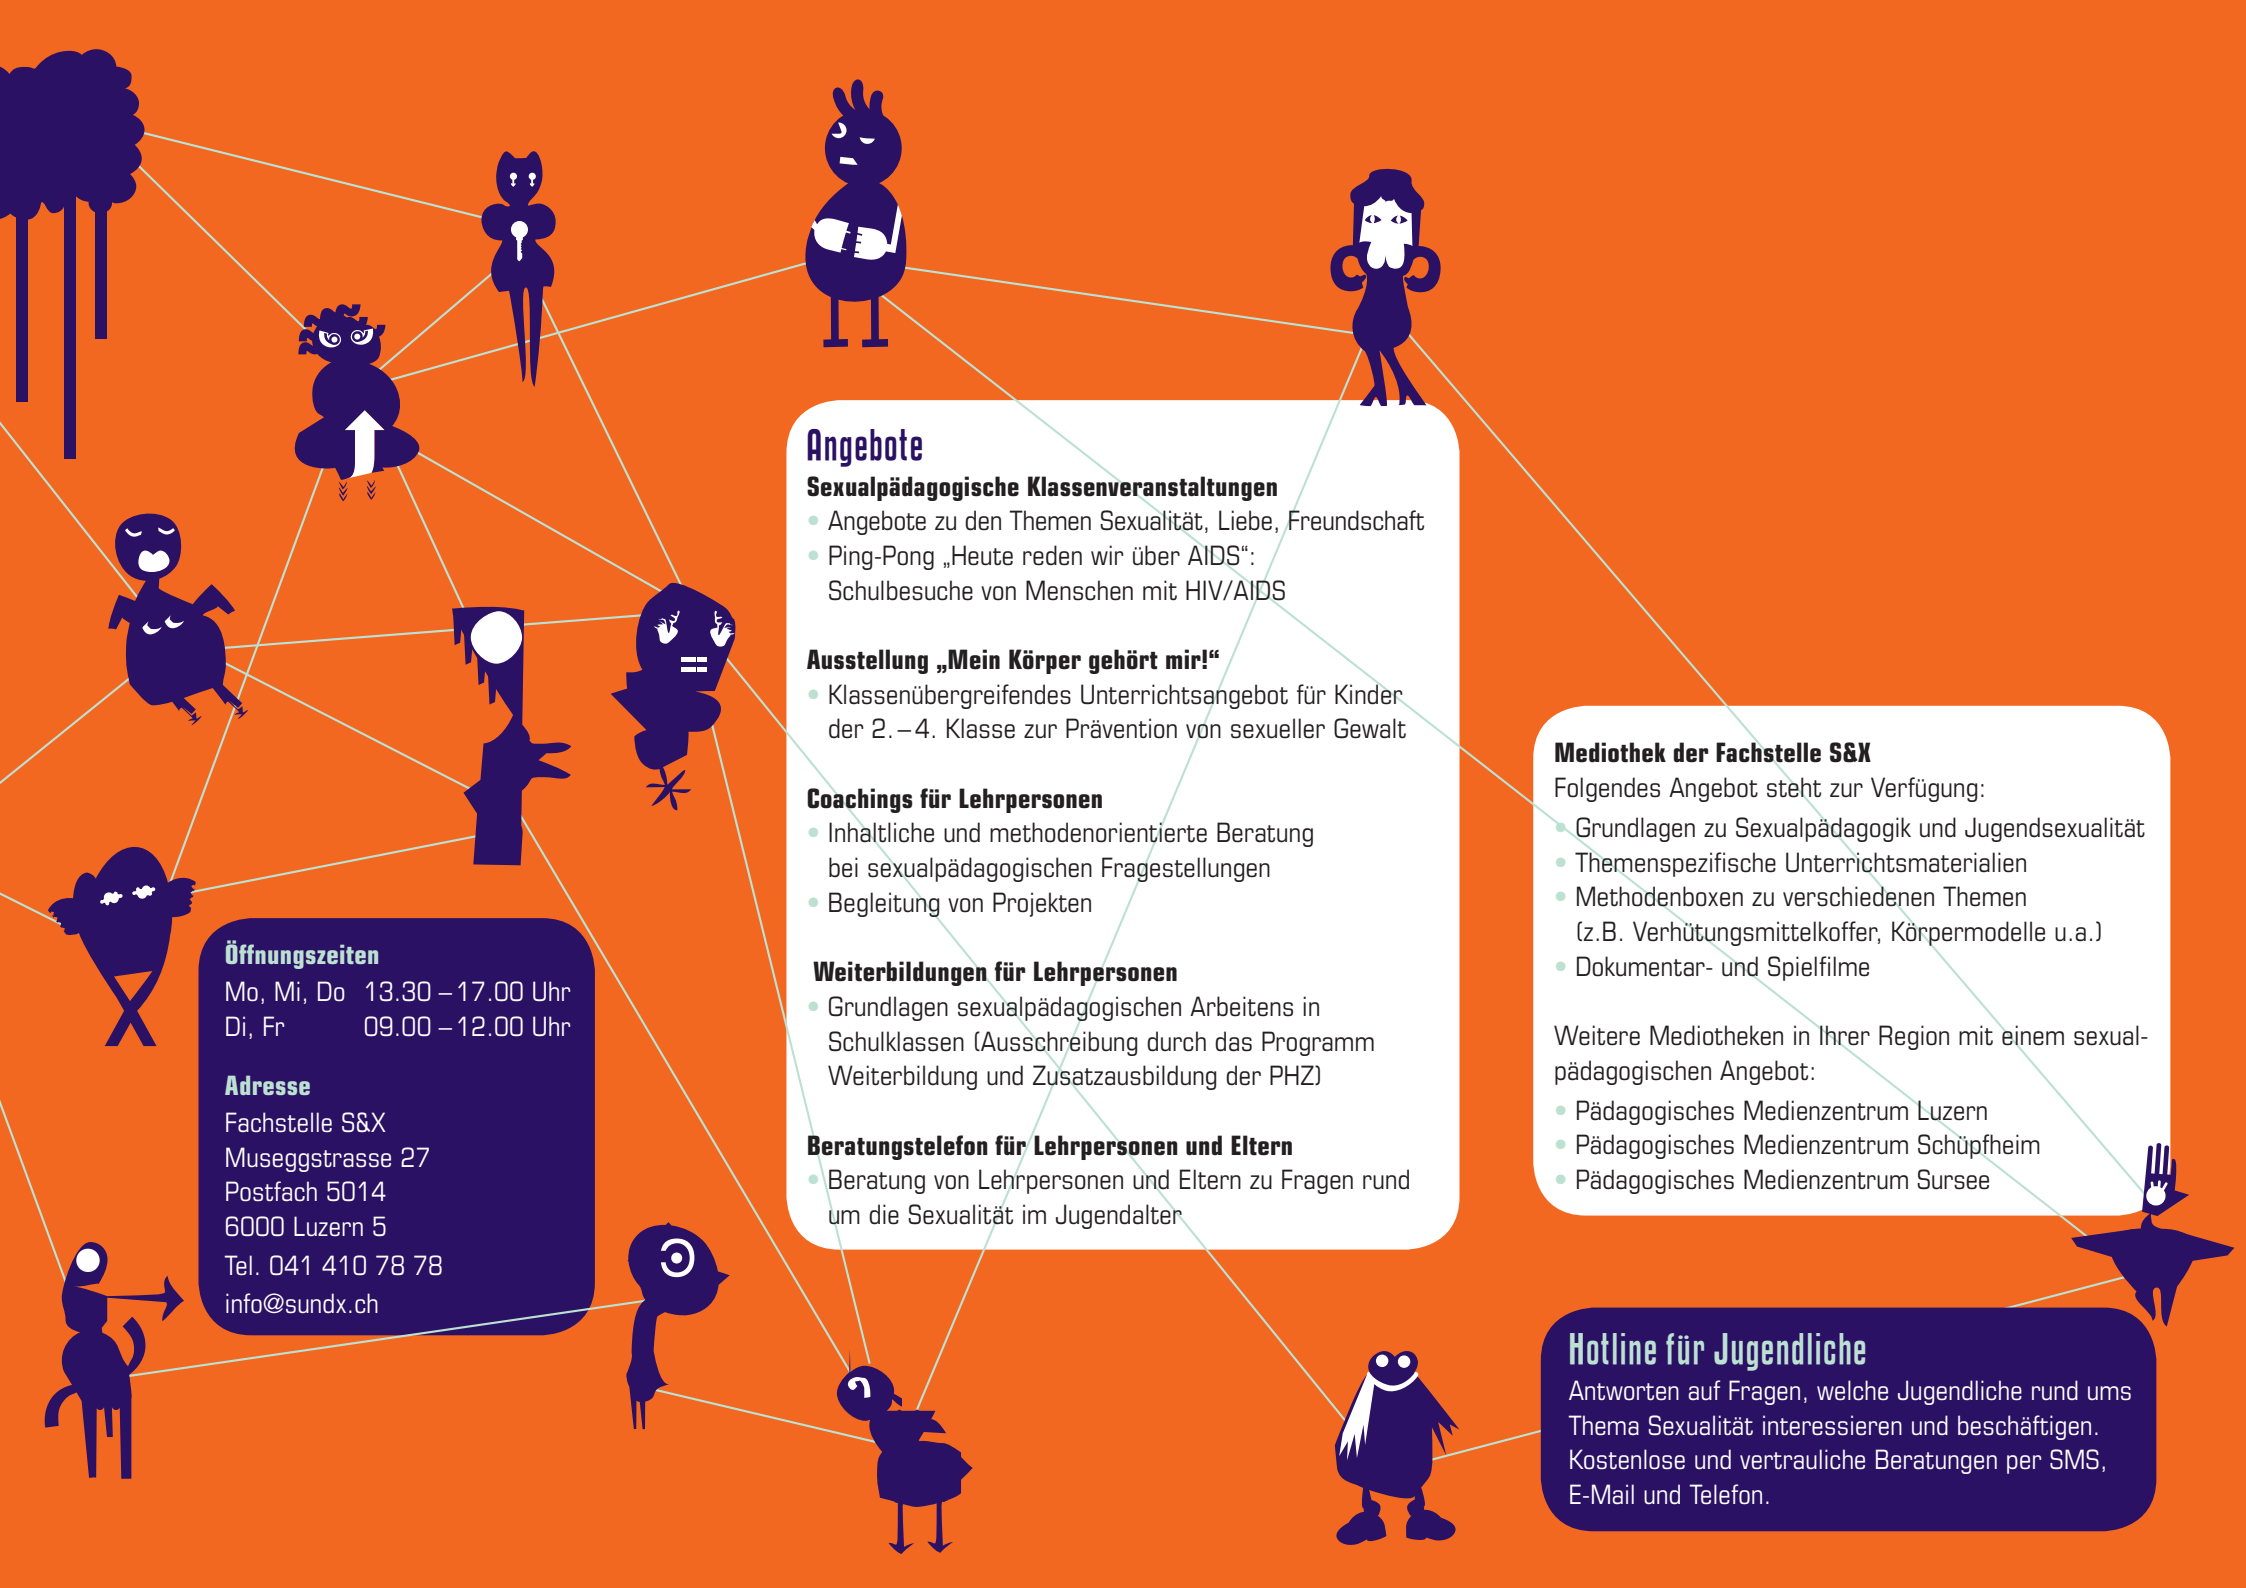 Öffnungszeiten
Mo, Mi, Do 13.30 – 17.00 Uhr
Di, Fr 09.00 – 12.00 Uhr
Adresse
Fachstelle S&X
Museggstrasse 27
Postfach 5014
6000 Luzern 5
Tel. 041 410 78 78
info@sundx.ch
Angebote
Sexualpädagogische Klassenveranstaltungen
• Angebote zu den Themen Sexualität, Liebe, Freundschaft
• Ping-Pong „Heute reden wir über AIDS“:
Schulbesuche von Menschen mit HIV/AIDS
Ausstellung „Mein Körper gehört mir!“
• Klassenübergreifendes Unterrichtsangebot für Kinder
der 2. – 4. Klasse zur Prävention von sexueller Gewalt
Coachings für Lehrpersonen
• Inhaltliche und methodenorientierte Beratung
bei sexualpädagogischen Fragestellungen
• Begleitung von Projekten
Weiterbildungen für Lehrpersonen
• Grundlagen sexualpädagogischen Arbeitens in
Schulklassen (Ausschreibung durch das Programm
Weiterbildung und Zusatzausbildung der PHZ)
Beratungstelefon für Lehrpersonen und Eltern
• Beratung von Lehrpersonen und Eltern zu Fragen rund
um die Sexualität im Jugendalter
Mediothek der Fachstelle S&X
Folgendes Angebot steht zur Verfügung:
• Grundlagen zu Sexualpädagogik und Jugendsexualität
• Themenspezifische Unterrichtsmaterialien
• Methodenboxen zu verschiedenen Themen
(z.B. Verhütungsmittelkoffer, Körpermodelle u.a.)
• Dokumentar- und Spielfilme
Weitere Mediotheken in Ihrer Region mit einem sexual-
pädagogischen Angebot:
• Pädagogisches Medienzentrum Luzern
• Pädagogisches Medienzentrum Schüpfheim
• Pädagogisches Medienzentrum Sursee
Hotline für Jugendliche
Antworten auf Fragen, welche Jugendliche rund ums
Thema Sexualität interessieren und beschäftigen.
Kostenlose und vertrauliche Beratungen per SMS,
E-Mail und Telefon.